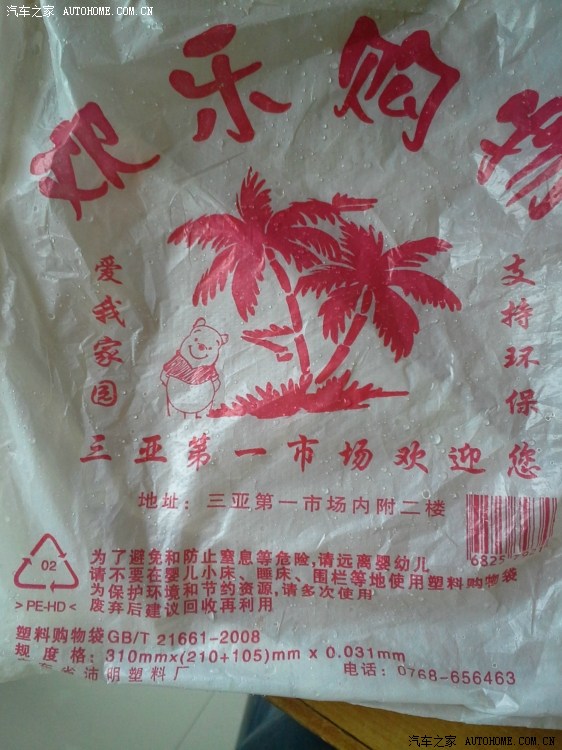 汽车之家 AUTOHOME.COM.CN
欢乐购物
爱我家园
支持环保
三亚第一市场欢迎您
地址：三亚第一市场内附二楼
为了避免和防止窒息等危险,请远离婴幼儿
请不要在婴儿小床、睡床、围栏等地使用塑料购物袋
为保护环境和节约资源,请多次使用
废弃后建议回收再利用
02
>PE-HD<
塑料购物袋GB/T 21661-2008
规 度 格: 310mm×(210+105)mm x 0.031mm
沛明塑料厂
电话: 0768-656463
汽车之家 AUTOHOME.COM.CN